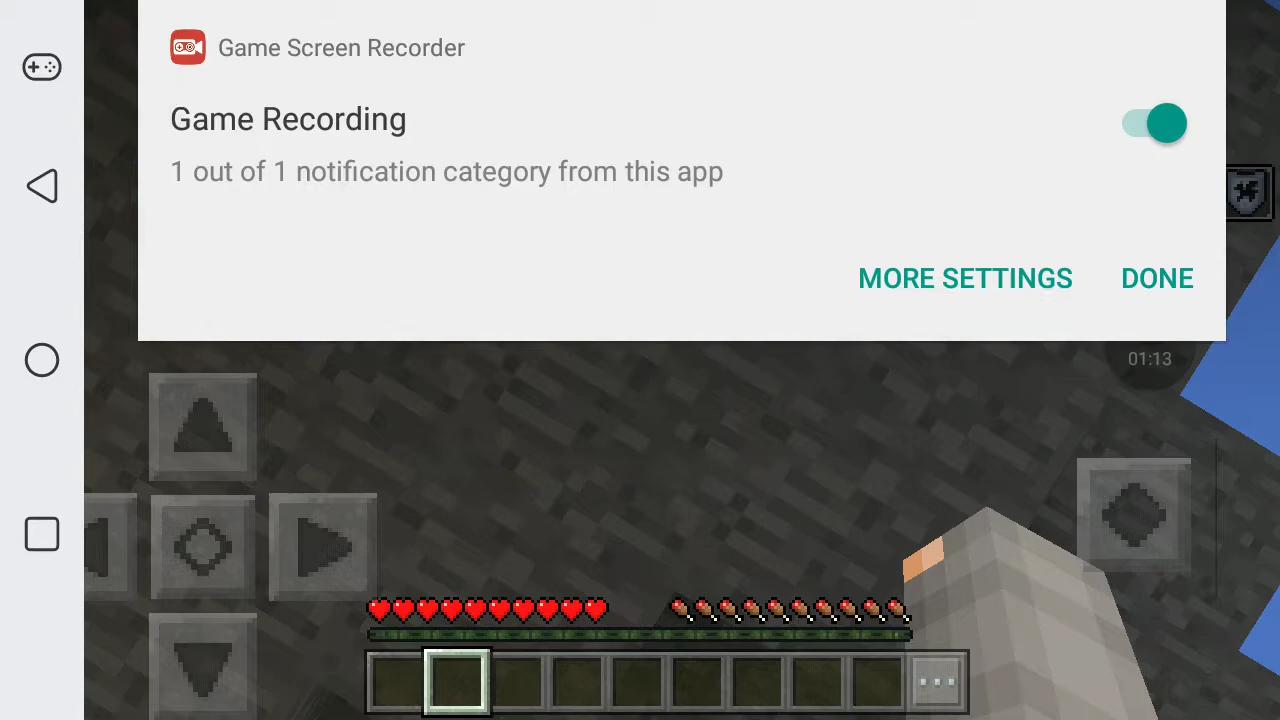 Game Screen Recorder
Game Recording
1 out of 1 notification category from this app
MORE SETTINGS DONE
01:13